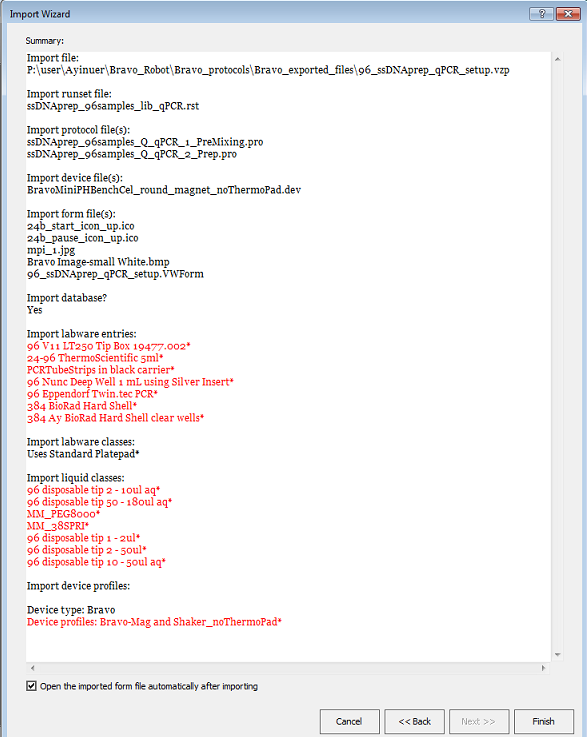 Import Wizard
Summary:
Import file:
P:\user\Ayinuer\Bravo_Robot\Bravo_protocols\Bravo_exported_files\96_ssDNAprep_qPCR_setup.vzp
Import runset file:
ssDNAprep_96samples_lib_qPCR.rst
Import protocol file(s):
ssDNAprep_96samples_Q_qPCR_1_PreMixing.pro
ssDNAprep_96samples_Q_qPCR_2_Prep.pro
Import device file(s):
BravoMiniPHBenchCel_round_magnet_noThermoPad.dev
Import form file(s):
24b_start_icon_up.ico
24b_pause_icon_up.ico
mpi_1.jpg
Bravo Image-small White.bmp
96_ssDNAprep_qPCR_setup.VWForm
Import database?
Yes
Import labware entries:
96 V11 LT250 Tip Box 19477.002*
24-96 ThermoScientific 5ml*
PCRTubeStrips in black carrier*
96 Nunc Deep Well 1 mL using Silver Insert*
96 Eppendorf Twin.tec PCR*
384 BioRad Hard Shell*
384 Ay BioRad Hard Shell clear wells*
Import labware classes:
Uses Standard Platepad*
Import liquid classes:
96 disposable tip 2 - 10ul aq*
96 disposable tip 50 - 180ul aq*
MM_PEG8000*
MM_38SPRI*
96 disposable tip 1 - 2ul*
96 disposable tip 2 - 50ul*
96 disposable tip 10 - 50ul aq*
Import device profiles:
Device type: Bravo
Device profiles: Bravo-Mag and Shaker_noThermoPad*
Open the imported form file automatically after importing
Cancel
<< Back
Next >>
Finish